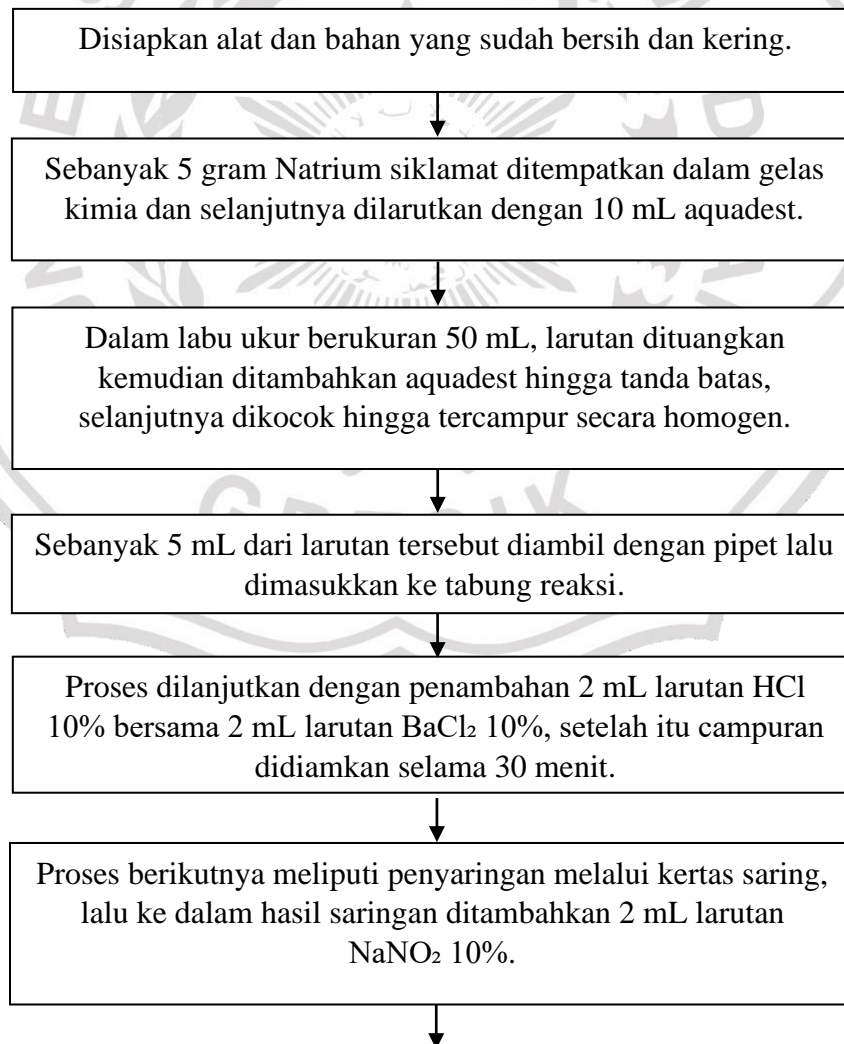 Disiapkan alat dan bahan yang sudah bersih dan kering.
Sebanyak 5 gram Natrium siklamat ditempatkan dalam gelas
kimia dan selanjutnya dilarutkan dengan 10 mL aquadest.
Dalam labu ukur berukuran 50 mL, larutan dituangkan
kemudian ditambahkan aquadest hingga tanda batas,
selanjutnya dikocok hingga tercampur secara homogen.
Sebanyak 5 mL dari larutan tersebut diambil dengan pipet lalu
dimasukkan ke tabung reaksi.
Proses dilanjutkan dengan penambahan 2 mL larutan HCl
10% bersama 2 mL larutan BaCl₂ 10%, setelah itu campuran
didiamkan selama 30 menit.
Proses berikutnya meliputi penyaringan melalui kertas saring,
lalu ke dalam hasil saringan ditambahkan 2 mL larutan
NaNO₂ 10%.